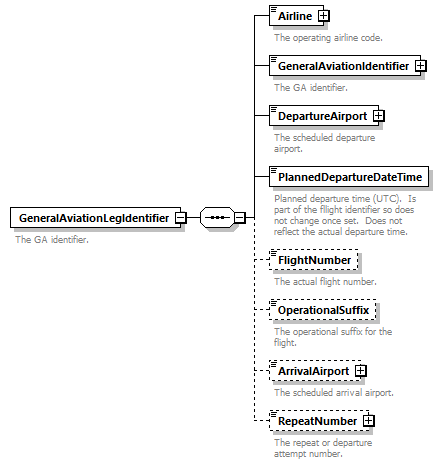 Airline
The operating airline code.
GeneralAviationIdentifier
The GA identifier.
DepartureAirport
The scheduled departure
airport.
PlannedDepartureDateTime
Planned departure time (UTC).  Is
part of the fllight identifier so does
not change once set.  Does not
reflect the actual departure time.
GeneralAviationLegIdentifier
The GA identifier.
FlightNumber
The actual flight number.
OperationalSuffix
The operational suffix for the
flight.
ArrivalAirport
The scheduled arrival airport.
RepeatNumber
The repeat or departure
attempt number.